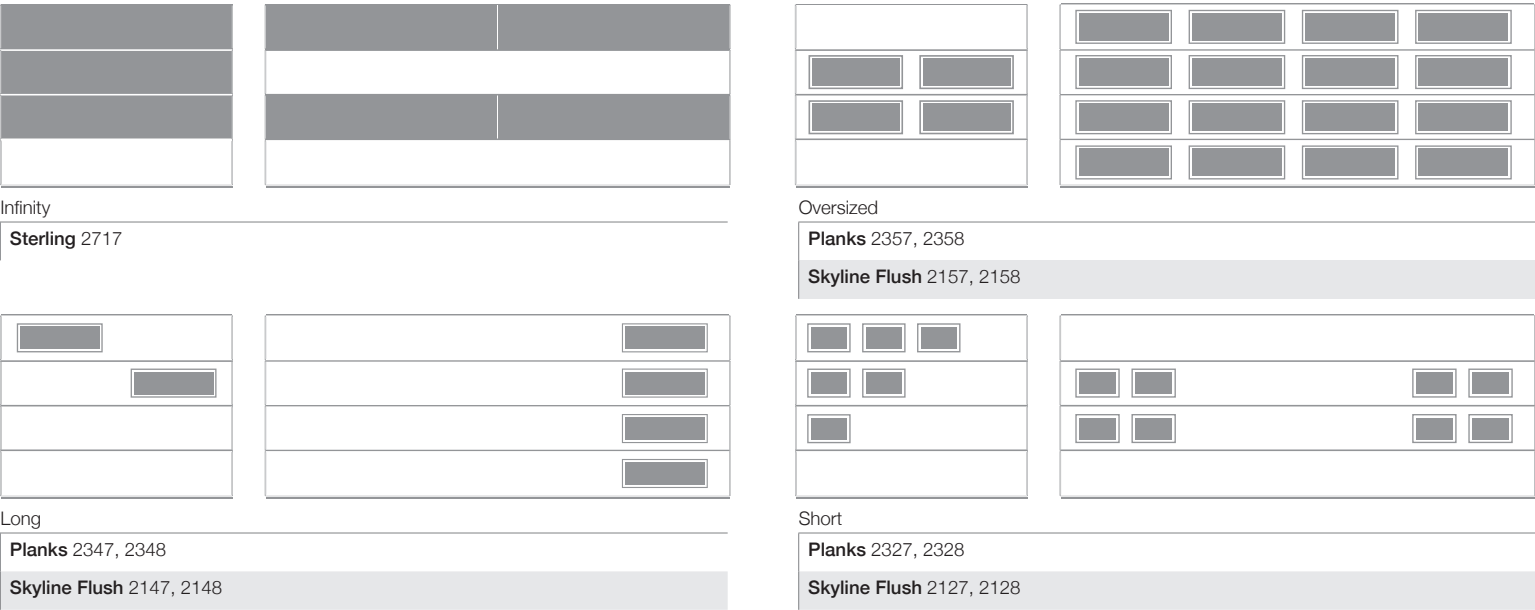 Infinity
Sterling 2717
Oversized
Planks 2357, 2358
Skyline Flush 2157, 2158
Long
Planks 2347, 2348
Skyline Flush 2147, 2148
Short
Planks 2327, 2328
Skyline Flush 2127, 2128